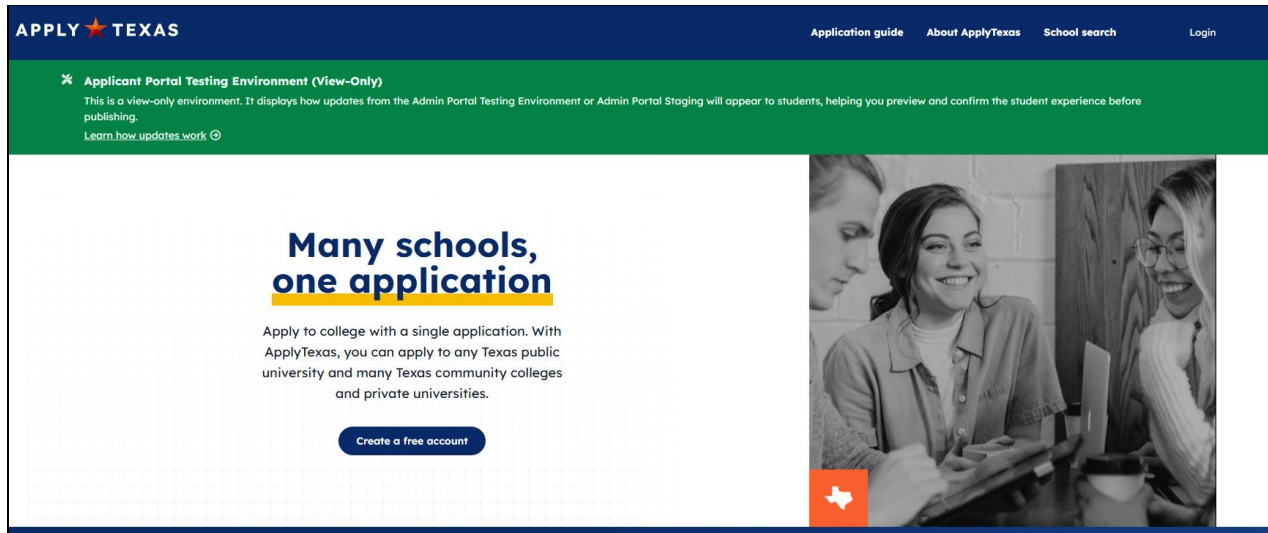 APPLY TEXAS
Application guide
About ApplyTexas
School search
Login
Applicant Portal Testing Environment (View-Only)
This is a view-only environment. It displays how updates from the Admin Portal Testing Environment or Admin Portal Staging will appear to students, helping you preview and confirm the student experience before
publishing.
Learn how updates work
Many schools,
one application
Apply to college with a single application. With
ApplyTexas, you can apply to any Texas public
university and many Texas community colleges
and private universities.
Create a free account